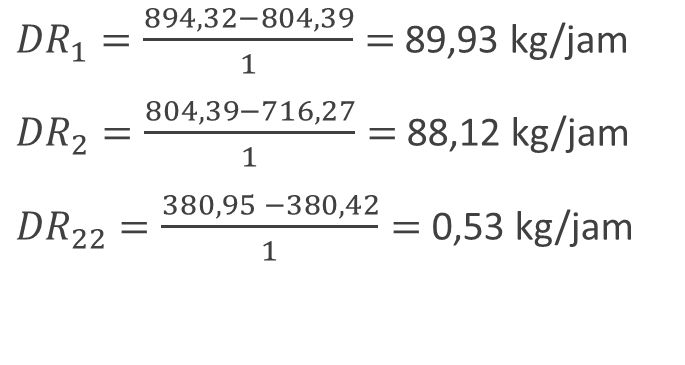 DR₁ = (894,32−804,39)/1 = 89,93 kg/jam
DR₂ = (804,39−716,27)/1 = 88,12 kg/jam
DR₂₂ = (380,95 −380,42)/1 = 0,53 kg/jam